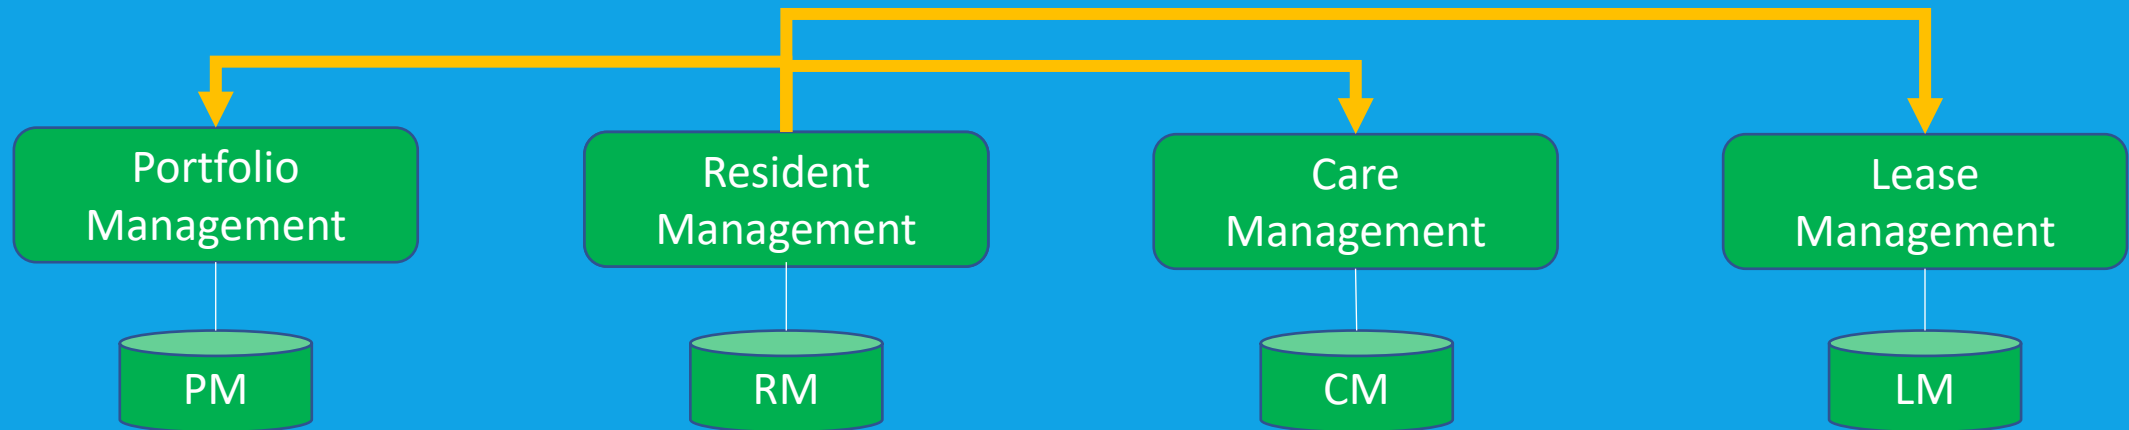 Portfolio
Management
Resident
Management
Care
Management
Lease
Management
PM
RM
CM
LM